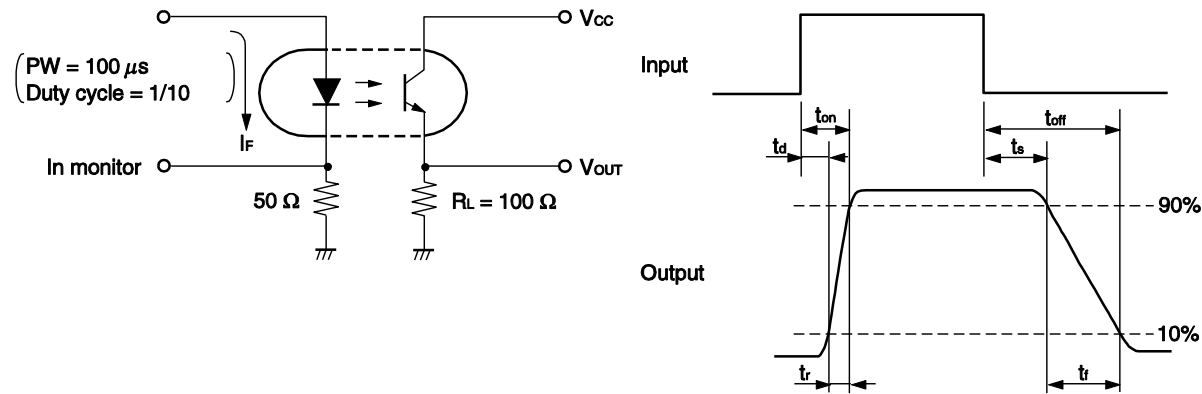 PW = 100 μs
Duty cycle = 1/10
IF
VCC
In monitor
VOUT
50 Ω
RL = 100 Ω
Input
ton
toff
td
ts
90%
Output
10%
tr
tf